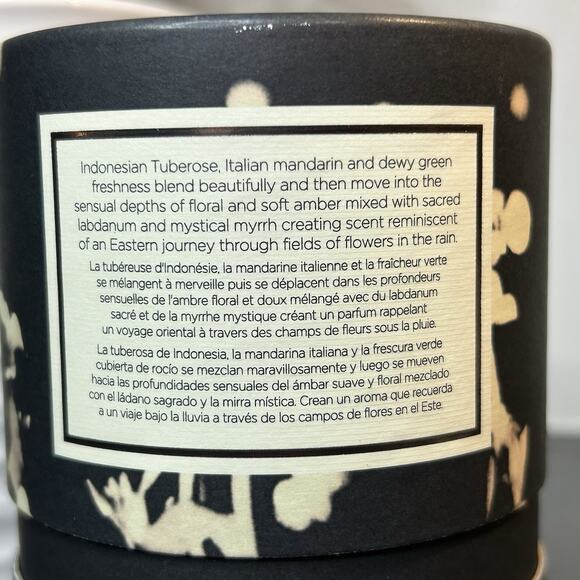 Indonesian Tuberose, Italian mandarin and dewy green
freshness blend beautifully and then move into the
sensual depths of floral and soft amber mixed with sacred
labdanum and mystical myrrh creating scent reminiscent
of an Eastern journey through fields of flowers in the rain.
La tubéreuse d'Indonésie, la mandarine italienne et la fraîcheur verte
se mélangent à merveille puis se déplacent dans les profondeurs
sensuelles de l'ambre floral et doux mélangé avec du labdanum
sacré et de la myrrhe mystique créant un parfum rappelant
un voyage oriental à travers des champs de fleurs sous la pluie.
La tuberosa de Indonesia, la mandarina italiana y la frescura verde
cubierta de rocío se mezclan maravillosamente y luego se mueven
hacia las profundidades sensuales del ámbar suave y floral mezclado
con el ládano sagrado y la mirra mística. Crean un aroma que recuerda
a un viaje bajo la lluvia a través de los campos de flores en el Este.